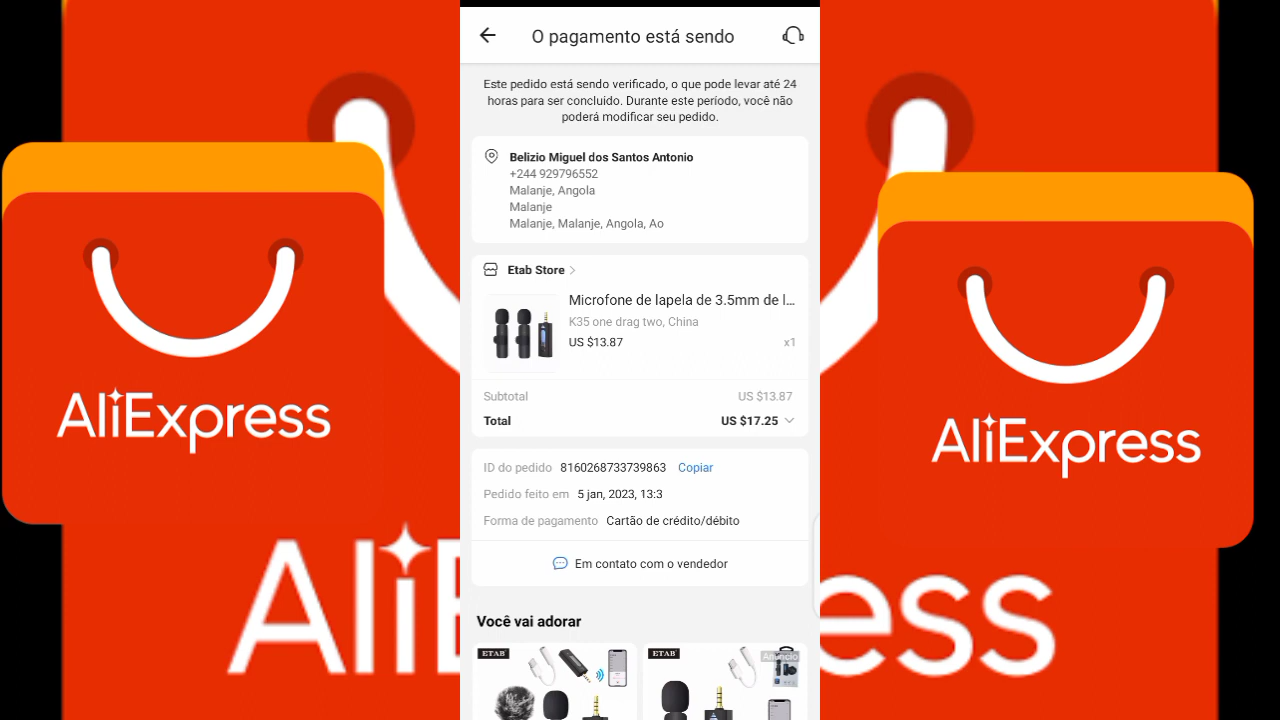 O pagamento está sendo
Este pedido está sendo verificado, o que pode levar até 24
horas para ser concluído. Durante este período, você não
poderá modificar seu pedido.
Belizio Miguel dos Santos Antonio
+244 929796552
Malanje, Angola
Malanje
Malanje, Malanje, Angola, Ao
Etab Store
Microfone de lapela de 3.5mm de l...
K35 one drag two, China
US $13.87 x1
Subtotal US $13.87
Total US $17.25
ID do pedido 8160268733739863 Copiar
Pedido feito em 5 jan, 2023, 13:3
Forma de pagamento Cartão de crédito/débito
Em contato com o vendedor
Você vai adorar
ETAB
ETAB
Anúncio
AliExpress
AliExpress
AliE
ess